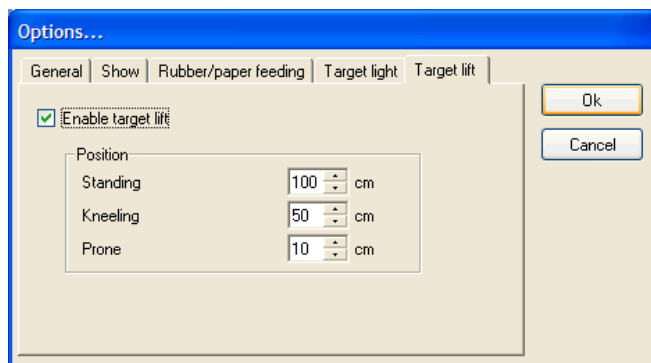 Options...
General Show Rubber/paper feeding Target light Target lift
Enable target lift
Ok
Cancel
Position
Standing 100 cm
Kneeling 50 cm
Prone 10 cm